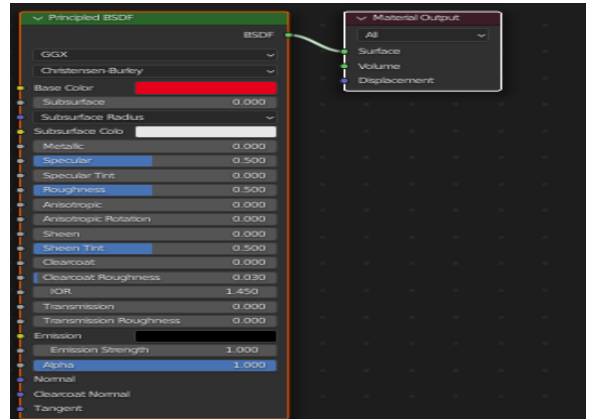 Principled BSDF
BSDF
GGX
Christensen-Burley
Base Color
Subsurface 0.000
Subsurface Radius
Subsurface Colo
Metallic 0.000
Specular 0.500
Specular Tint 0.000
Roughness 0.500
Anisotropic 0.000
Anisotropic Rotation 0.000
Sheen 0.000
Sheen Tint 0.500
Clearcoat 0.000
Clearcoat Roughness 0.030
IOR 1.450
Transmission 0.000
Transmission Roughness 0.000
Emission
Emission Strength 1.000
Alpha 1.000
Normal
Clearcoat Normal
Tangent
Material Output
All
Surface
Volume
Displacement